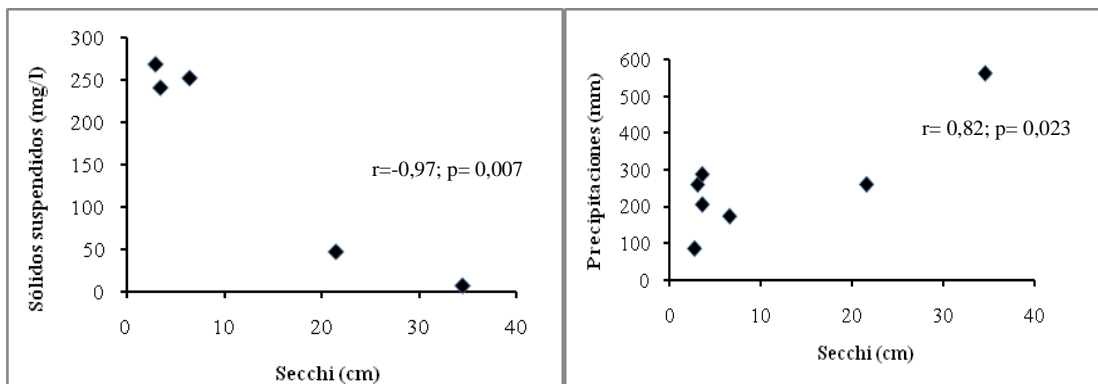 Sólidos suspendidos (mg/l)
300
250
200
150
100
50
0
r=-0,97; p= 0,007
0 10 20 30 40
Secchi (cm)
Precipitaciones (mm)
600
500
400
300
200
100
0
r= 0,82; p= 0,023
0 10 20 30 40
Secchi (cm)